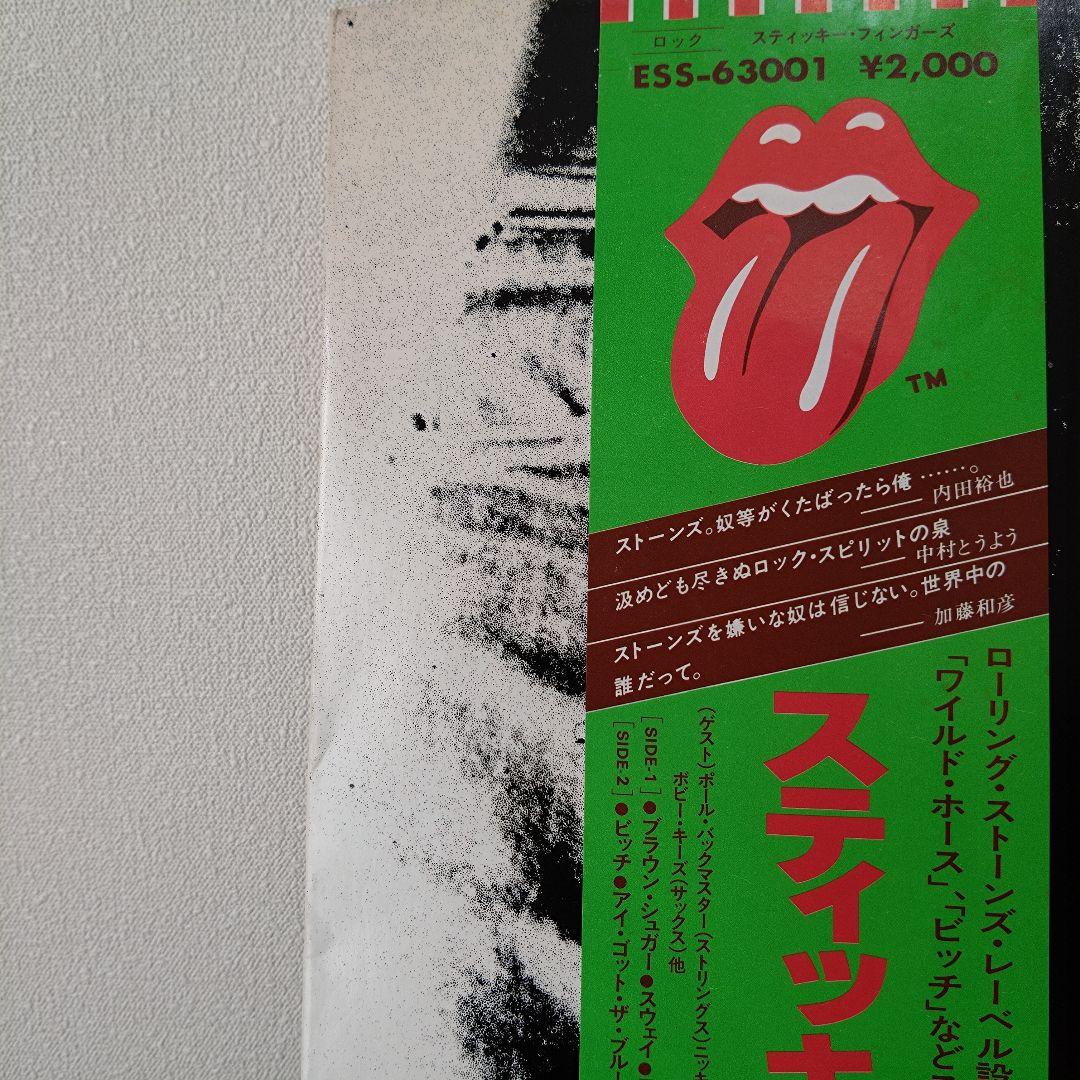 ロック
スティッキー・フィンガーズ
ESS-63001 ¥2,000
TM
ストーンズ。奴等がくたばったら俺……。
内田裕也
汲めども尽きぬロック・スピリットの泉
中村とうよう
ストーンズを嫌いな奴は信じない。世界中の
誰だって。
加藤和彦
ローリング・ストーンズ・レーベル設
「ワイルド・ホース」、「ビッチ」など
スティッキ
(ゲスト)ポール・バックマスター(ストリングス)ニッキ
ボビー・キーズ(サックス)他
[SIDE-1]●ブラウン・シュガー●スウェイ●
[SIDE-2]●ビッチ●アイ・ゴット・ザ・ブルー